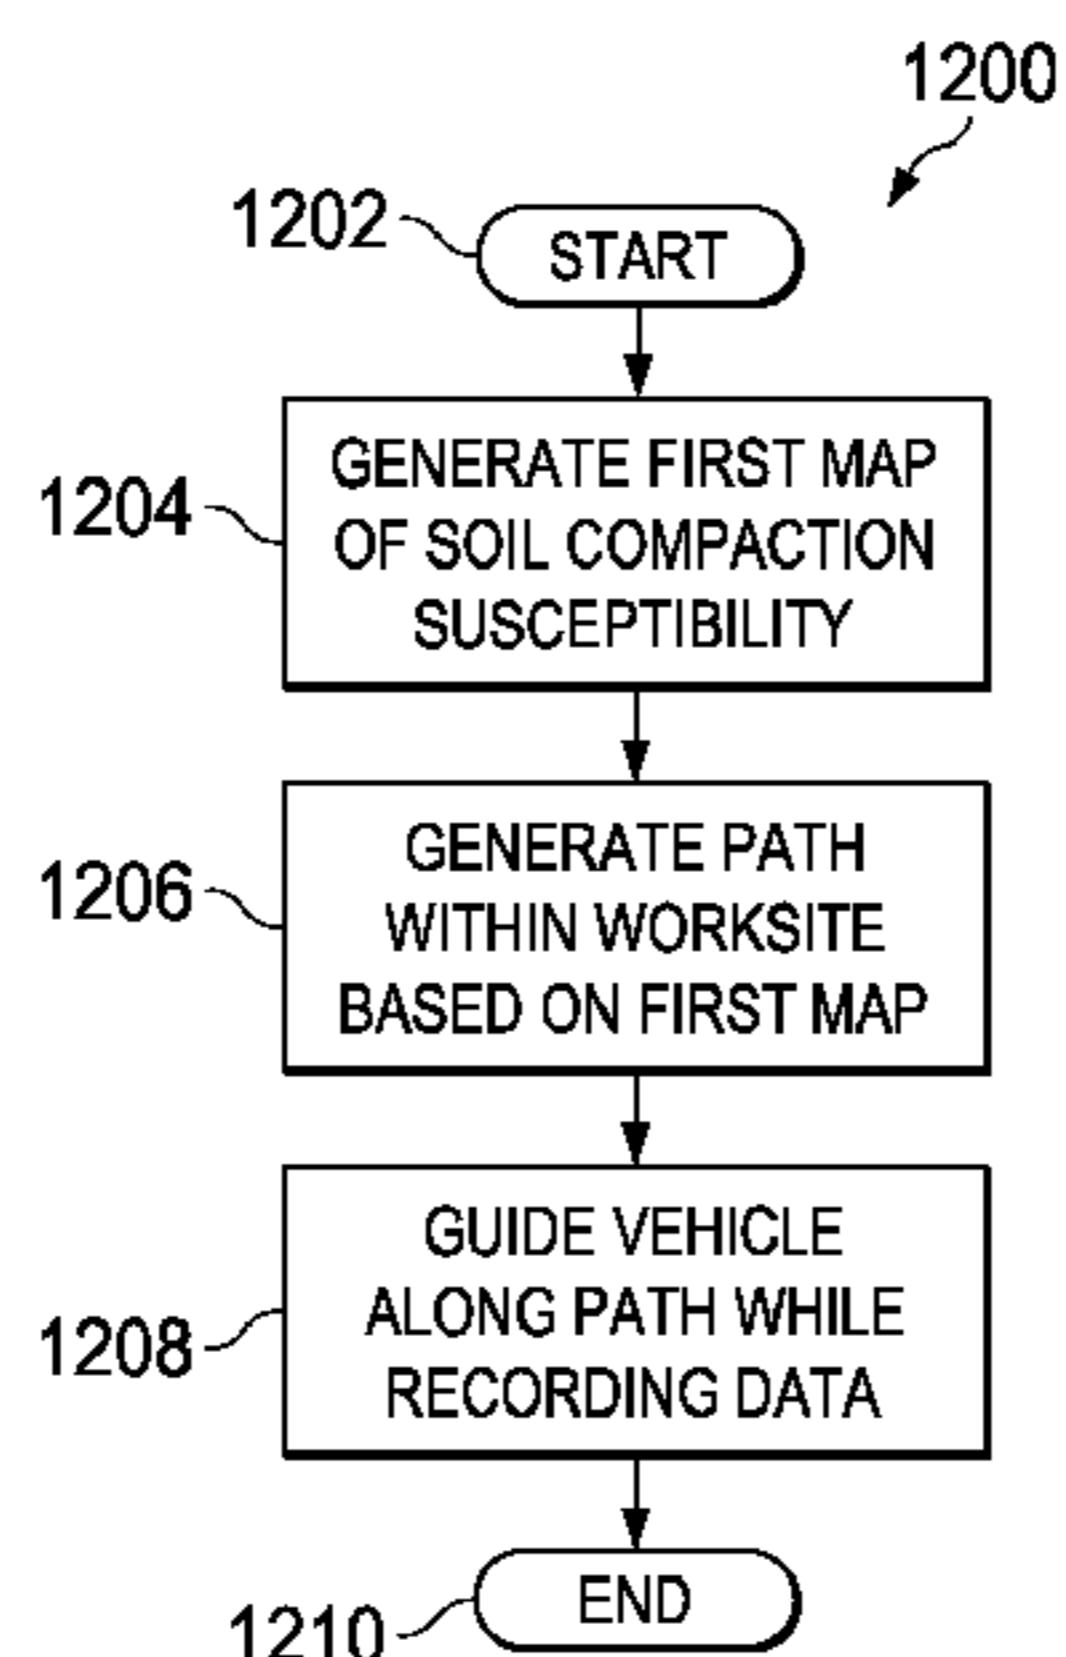 1200
1202
START
1204
GENERATE FIRST MAP
OF SOIL COMPACTION
SUSCEPTIBILITY
1206
GENERATE PATH
WITHIN WORKSITE
BASED ON FIRST MAP
1208
GUIDE VEHICLE
ALONG PATH WHILE
RECORDING DATA
1210
END